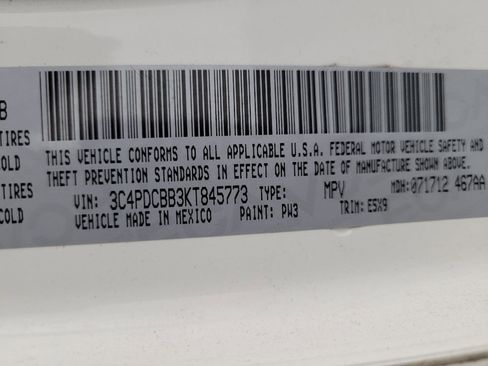 B
TIRES
COLD
THIS VEHICLE CONFORMS TO ALL APPLICABLE U.S.A. FEDERAL MOTOR VEHICLE SAFETY AND
THEFT PREVENTION STANDARDS IN EFFECT ON THE DATE OF MANUFACTURE SHOWN ABOVE.
TIRES
VIN: 3C4PDCBB3KT845773 TYPE: MPV MDH: 071712 467AA
COLD
VEHICLE MADE IN MEXICO PAINT: PW3 TRIM: E5X9